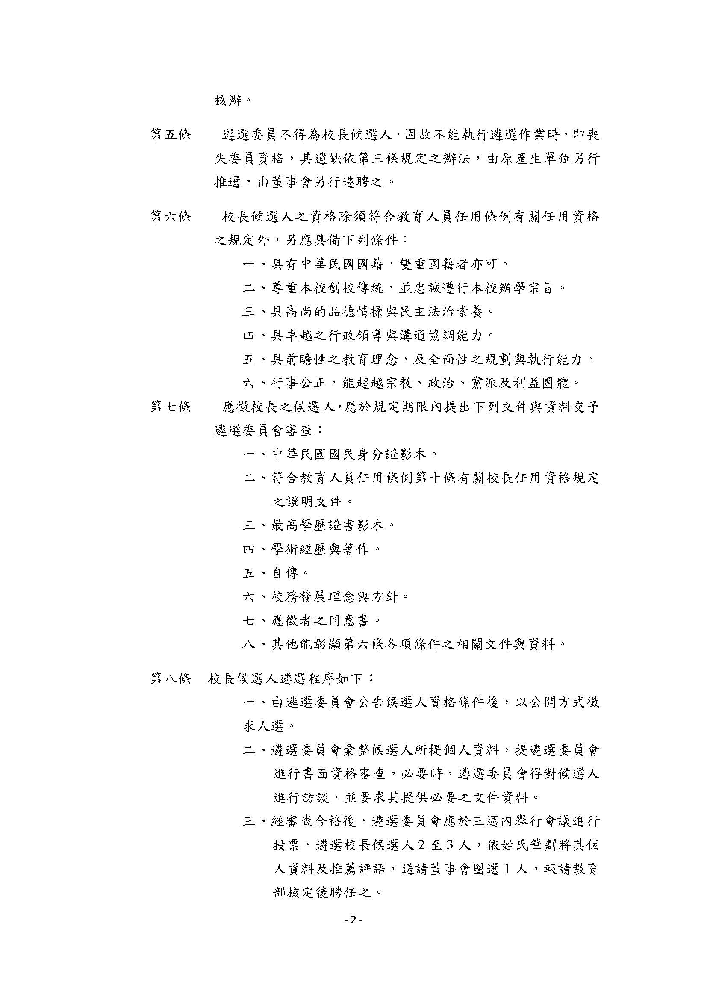 核辦。
第五條 遴選委員不得為校長候選人，因故不能執行遴選作業時，即喪
失委員資格，其遺缺依第三條規定之辦法，由原產生單位另行
推選，由董事會另行遴聘之。
第六條 校長候選人之資格除須符合教育人員任用條例有關任用資格
之規定外，另應具備下列條件：
一、具有中華民國國籍，雙重國籍者亦可。
二、尊重本校創校傳統，並忠誠遵行本校辦學宗旨。
三、具高尚的品德情操與民主法治素養。
四、具卓越之行政領導與溝通協調能力。
五、具前瞻性之教育理念，及全面性之規劃與執行能力。
六、行事公正，能超越宗教、政治、黨派及利益團體。
第七條 應徵校長之候選人，應於規定期限內提出下列文件與資料交予
遴選委員會審查：
一、中華民國國民身分證影本。
二、符合教育人員任用條例第十條有關校長任用資格規定
之證明文件。
三、最高學歷證書影本。
四、學術經歷與著作。
五、自傳。
六、校務發展理念與方針。
七、應徵者之同意書。
八、其他能彰顯第六條各項條件之相關文件與資料。
第八條 校長候選人遴選程序如下：
一、由遴選委員會公告候選人資格條件後，以公開方式徵
求人選。
二、遴選委員會彙整候選人所提個人資料，提遴選委員會
進行書面資格審查，必要時，遴選委員會得對候選人
進行訪談，並要求其提供必要之文件資料。
三、經審查合格後，遴選委員會應於三週內舉行會議進行
投票，遴選校長候選人2至3人，依姓氏筆劃將其個
人資料及推薦評語，送請董事會圈選1人，報請教育
部核定後聘任之。
- 2 -